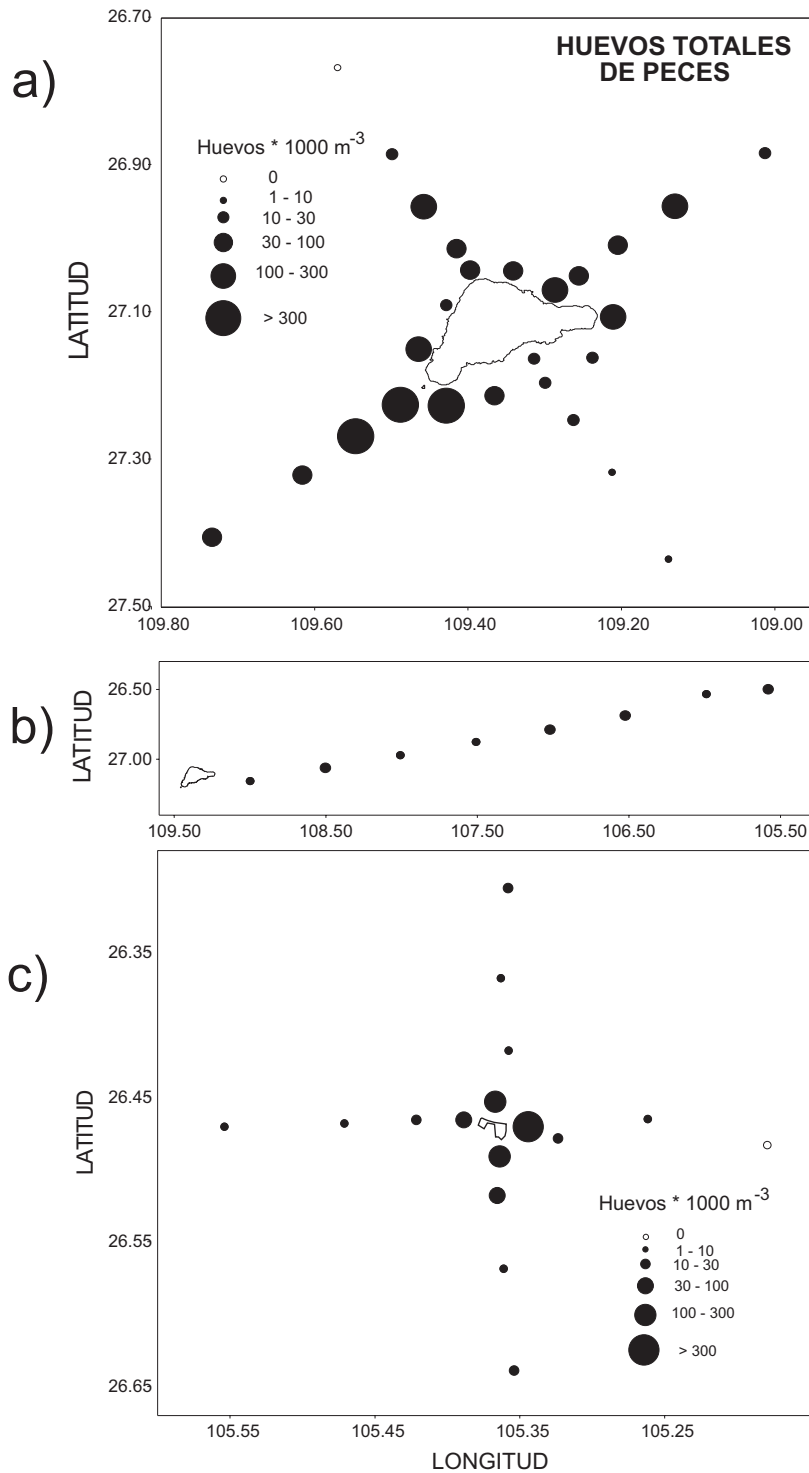 a)
HUEVOS TOTALES
DE PECES
LATITUD
26.70
26.90
27.10
27.30
27.50
Huevos * 1000 m-3
0
1 - 10
10 - 30
30 - 100
100 - 300
> 300
109.80
109.60
109.40
109.20
109.00
b)
LATITUD
26.50
27.00
109.50
108.50
107.50
106.50
105.50
c)
LATITUD
26.35
26.45
26.55
26.65
Huevos * 1000 m-3
0
1 - 10
10 - 30
30 - 100
100 - 300
> 300
105.55
105.45
105.35
105.25
LONGITUD